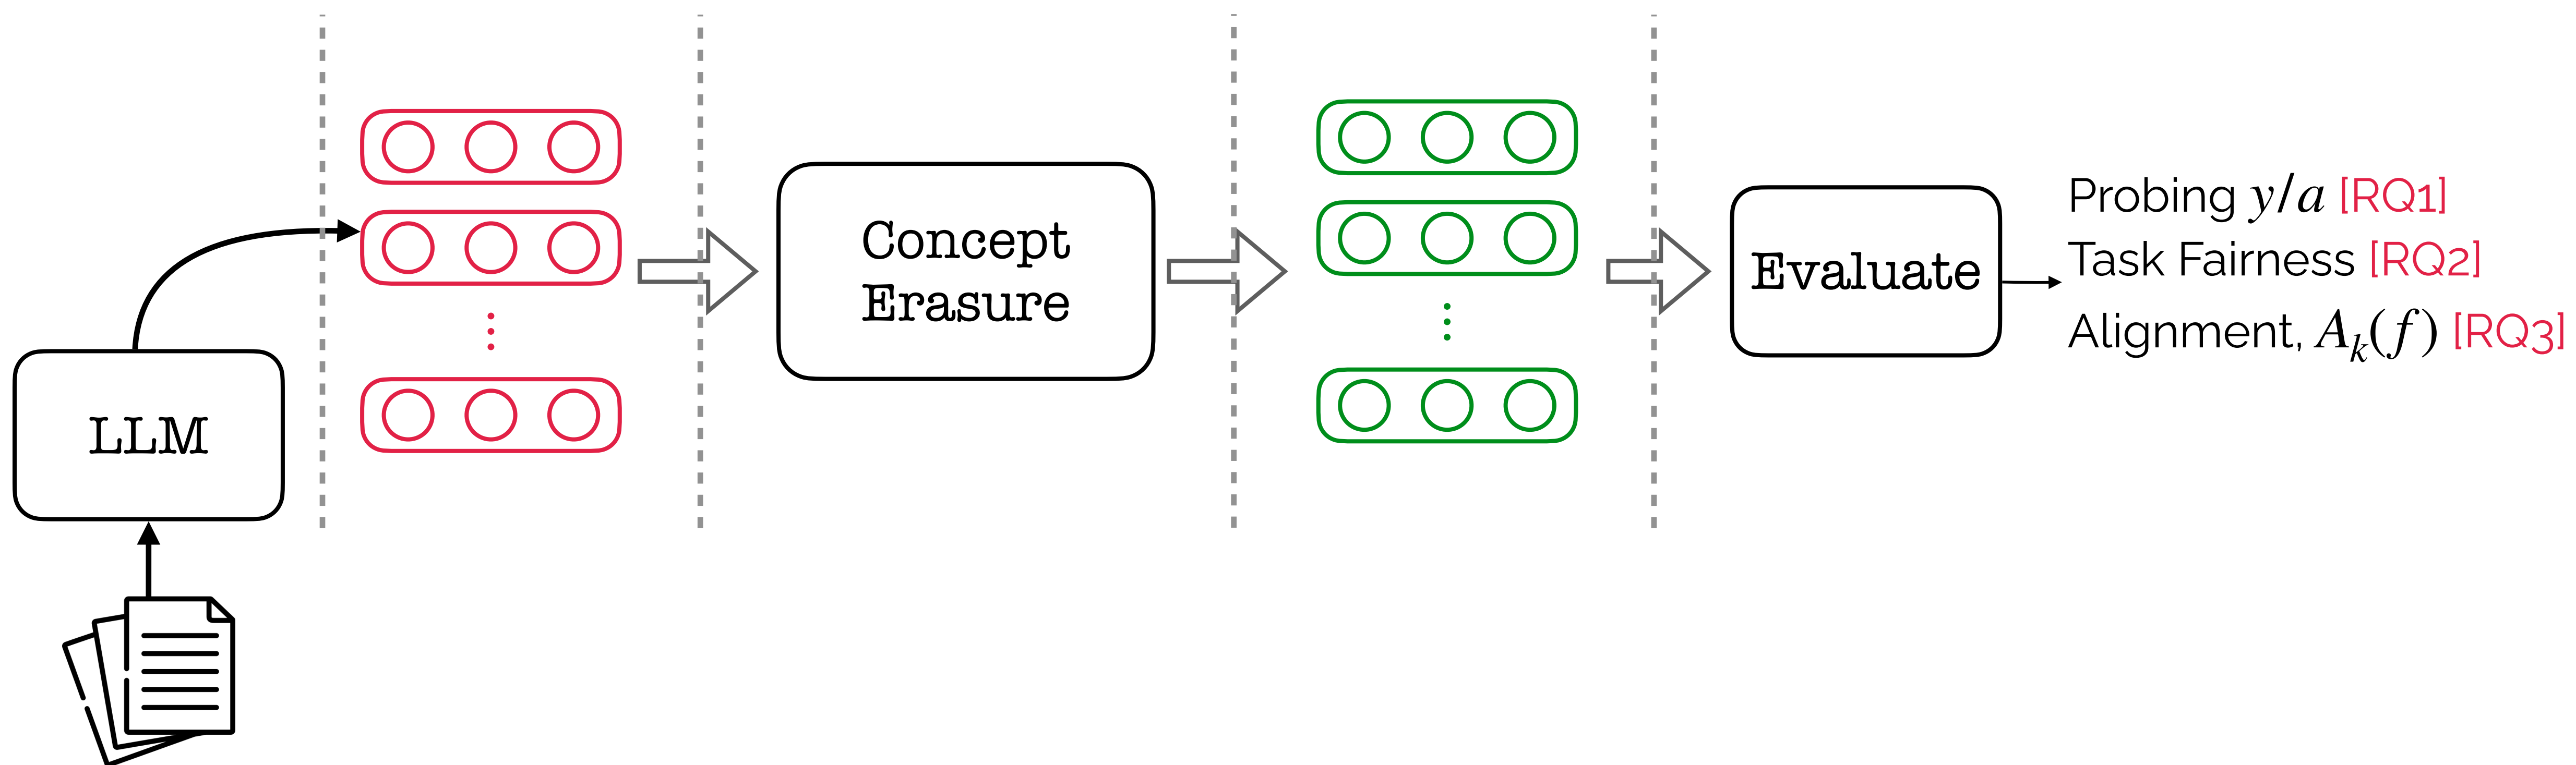 LLM
Concept
Erasure
Evaluate
Probing y/a [RQ1]
Task Fairness [RQ2]
Alignment, A_k(f) [RQ3]